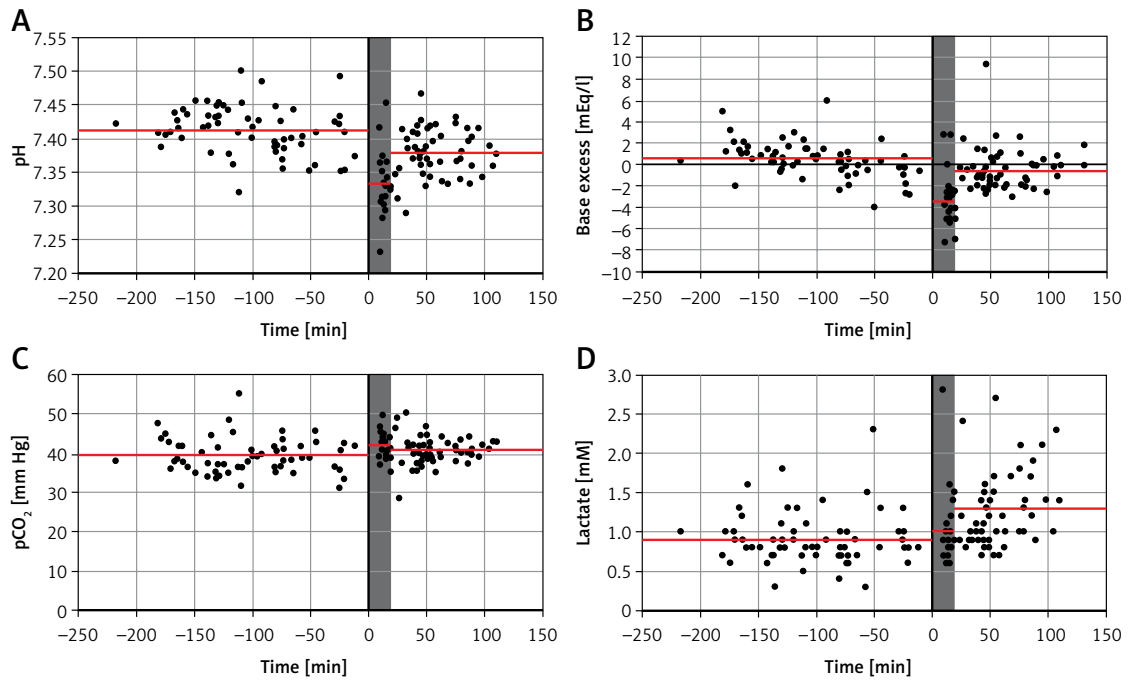 A
pH
7.55
7.50
7.45
7.40
7.35
7.30
7.25
7.20
−250 −200 −150 −100 −50 0 50 100 150
Time [min]
B
Base excess [mEq/l]
12
10
8
6
4
2
0
−2
−4
−6
−8
−10
−250 −200 −150 −100 −50 0 50 100 150
Time [min]
C
pCO₂ [mm Hg]
60
50
40
30
20
10
0
−250 −200 −150 −100 −50 0 50 100 150
Time [min]
D
Lactate [mM]
3.0
2.5
2.0
1.5
1.0
0.5
0
−250 −200 −150 −100 −50 0 50 100 150
Time [min]